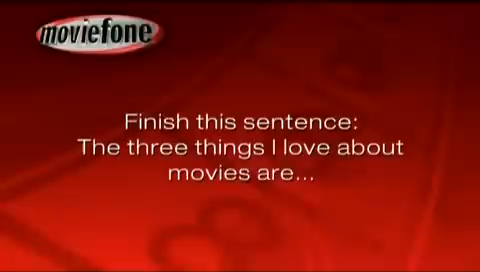 moviefone
Finish this sentence:
The three things I love about
movies are...